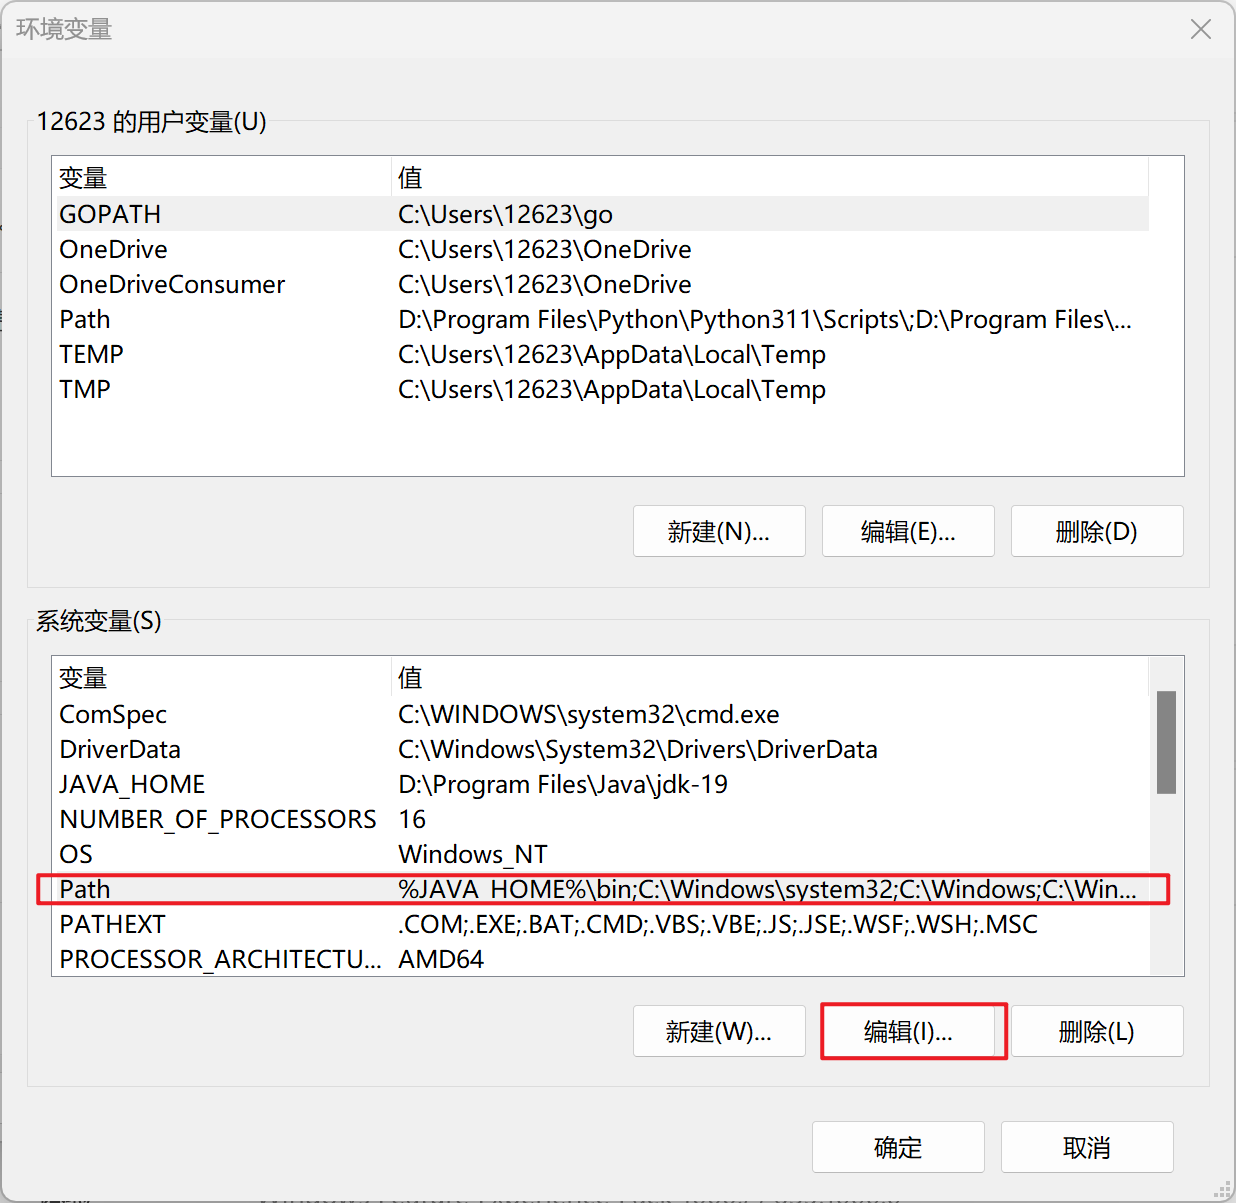 环境变量
12623 的用户变量(U)
变量 值
GOPATH C:\Users\12623\go
OneDrive C:\Users\12623\OneDrive
OneDriveConsumer C:\Users\12623\OneDrive
Path D:\Program Files\Python\Python311\Scripts\;D:\Program Files\...
TEMP C:\Users\12623\AppData\Local\Temp
TMP C:\Users\12623\AppData\Local\Temp
新建(N)... 编辑(E)... 删除(D)
系统变量(S)
变量 值
ComSpec C:\WINDOWS\system32\cmd.exe
DriverData C:\Windows\System32\Drivers\DriverData
JAVA_HOME D:\Program Files\Java\jdk-19
NUMBER_OF_PROCESSORS 16
OS Windows_NT
Path %JAVA_HOME%\bin;C:\Windows\system32;C:\Windows;C:\Win...
PATHEXT .COM;.EXE;.BAT;.CMD;.VBS;.VBE;.JS;.JSE;.WSF;.WSH;.MSC
PROCESSOR_ARCHITECTU... AMD64
新建(W)... 编辑(I)... 删除(L)
确定 取消